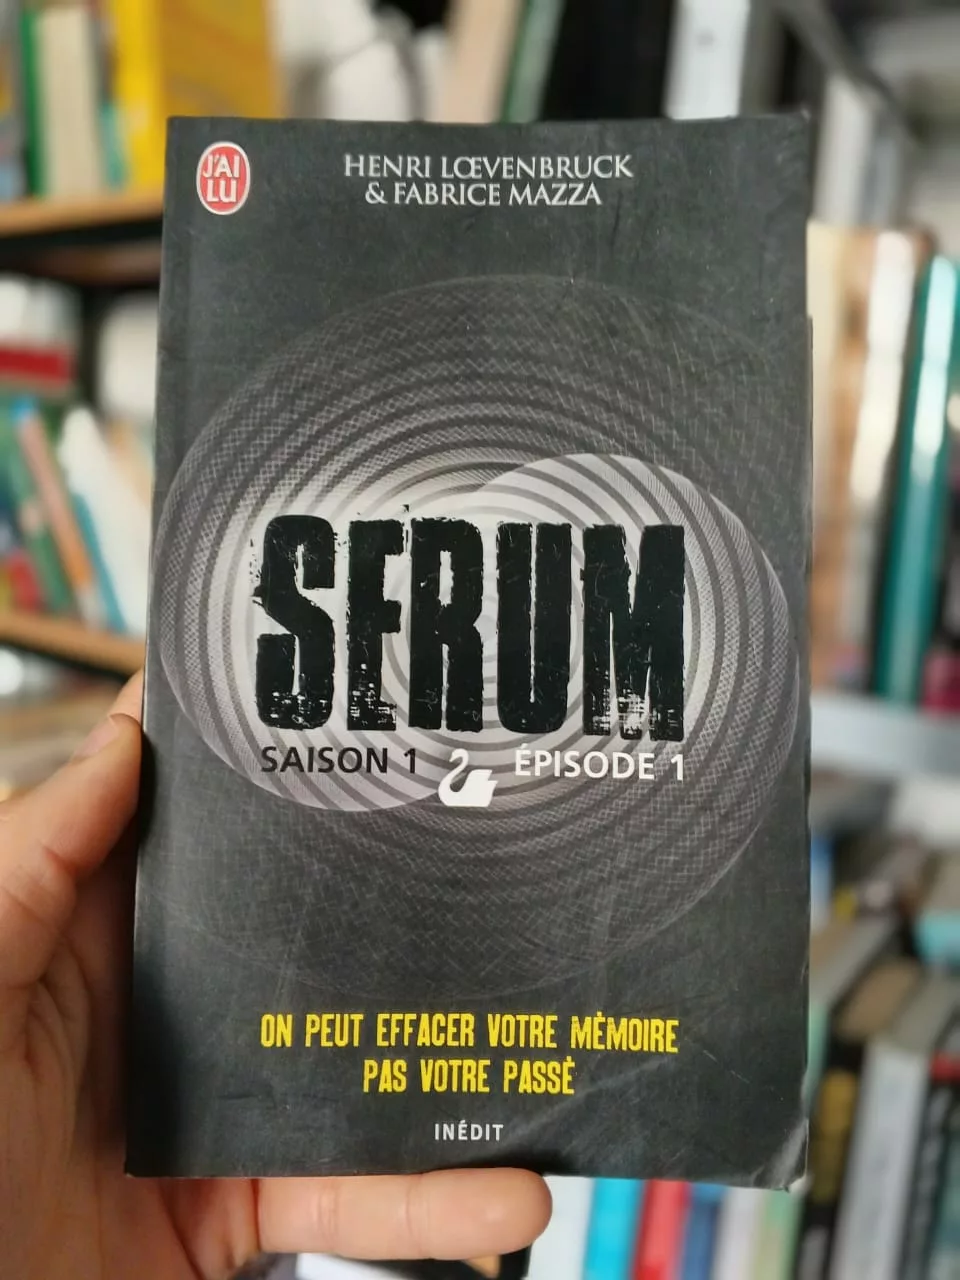 J'AI
LU
HENRI LŒVENBRUCK
& FABRICE MAZZA
SERUM
SAISON 1 ÉPISODE 1
ON PEUT EFFACER VOTRE MÉMOIRE
PAS VOTRE PASSÉ
INÉDIT